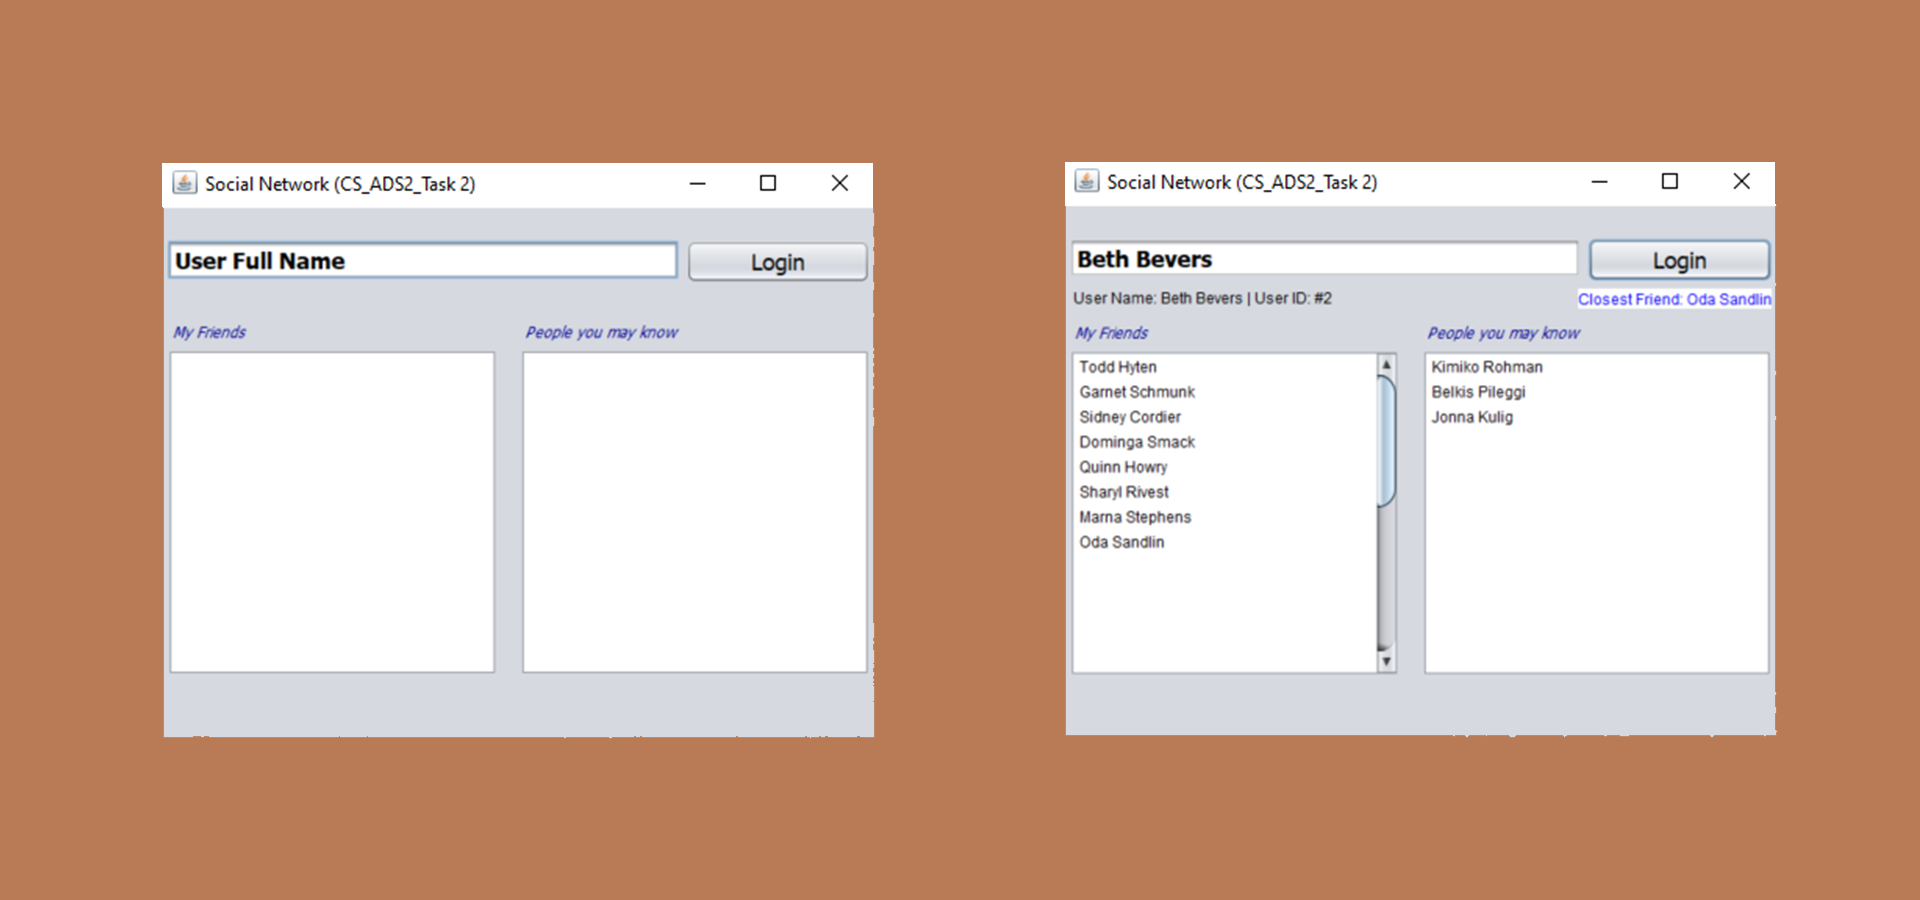 Social Network (CS_ADS2_Task 2)
User Full Name
Login
My Friends
People you may know
Social Network (CS_ADS2_Task 2)
Beth Bevers
Login
User Name: Beth Bevers | User ID: #2
Closest Friend: Oda Sandlin
My Friends
Todd Hyten
Garnet Schmunk
Sidney Cordier
Dominga Smack
Quinn Howry
Sharyl Rivest
Marna Stephens
Oda Sandlin
People you may know
Kimiko Rohman
Belkis Pileggi
Jonna Kulig